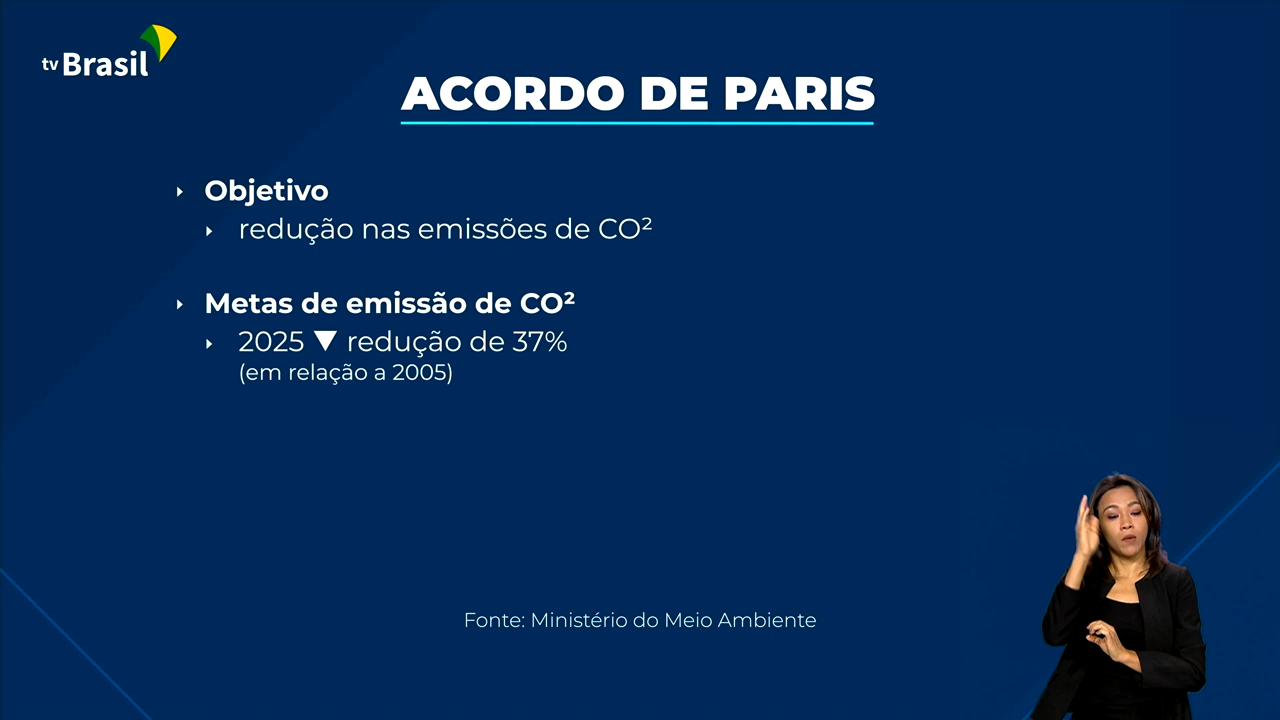 tv Brasil
ACORDO DE PARIS
Objetivo
redução nas emissões de CO²
Metas de emissão de CO²
2025 ▼ redução de 37%
(em relação a 2005)
Fonte: Ministério do Meio Ambiente